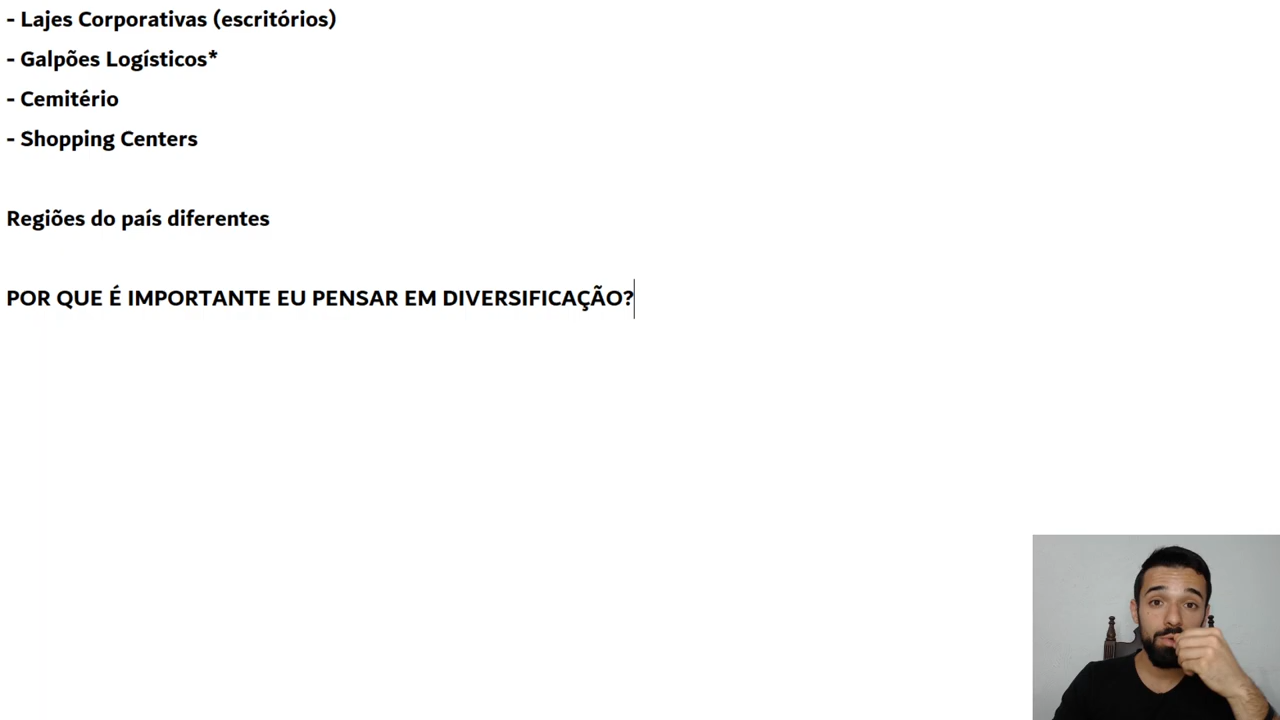 - Lajes Corporativas (escritórios)
- Galpões Logísticos*
- Cemitério
- Shopping Centers
Regiões do país diferentes
POR QUE É IMPORTANTE EU PENSAR EM DIVERSIFICAÇÃO?